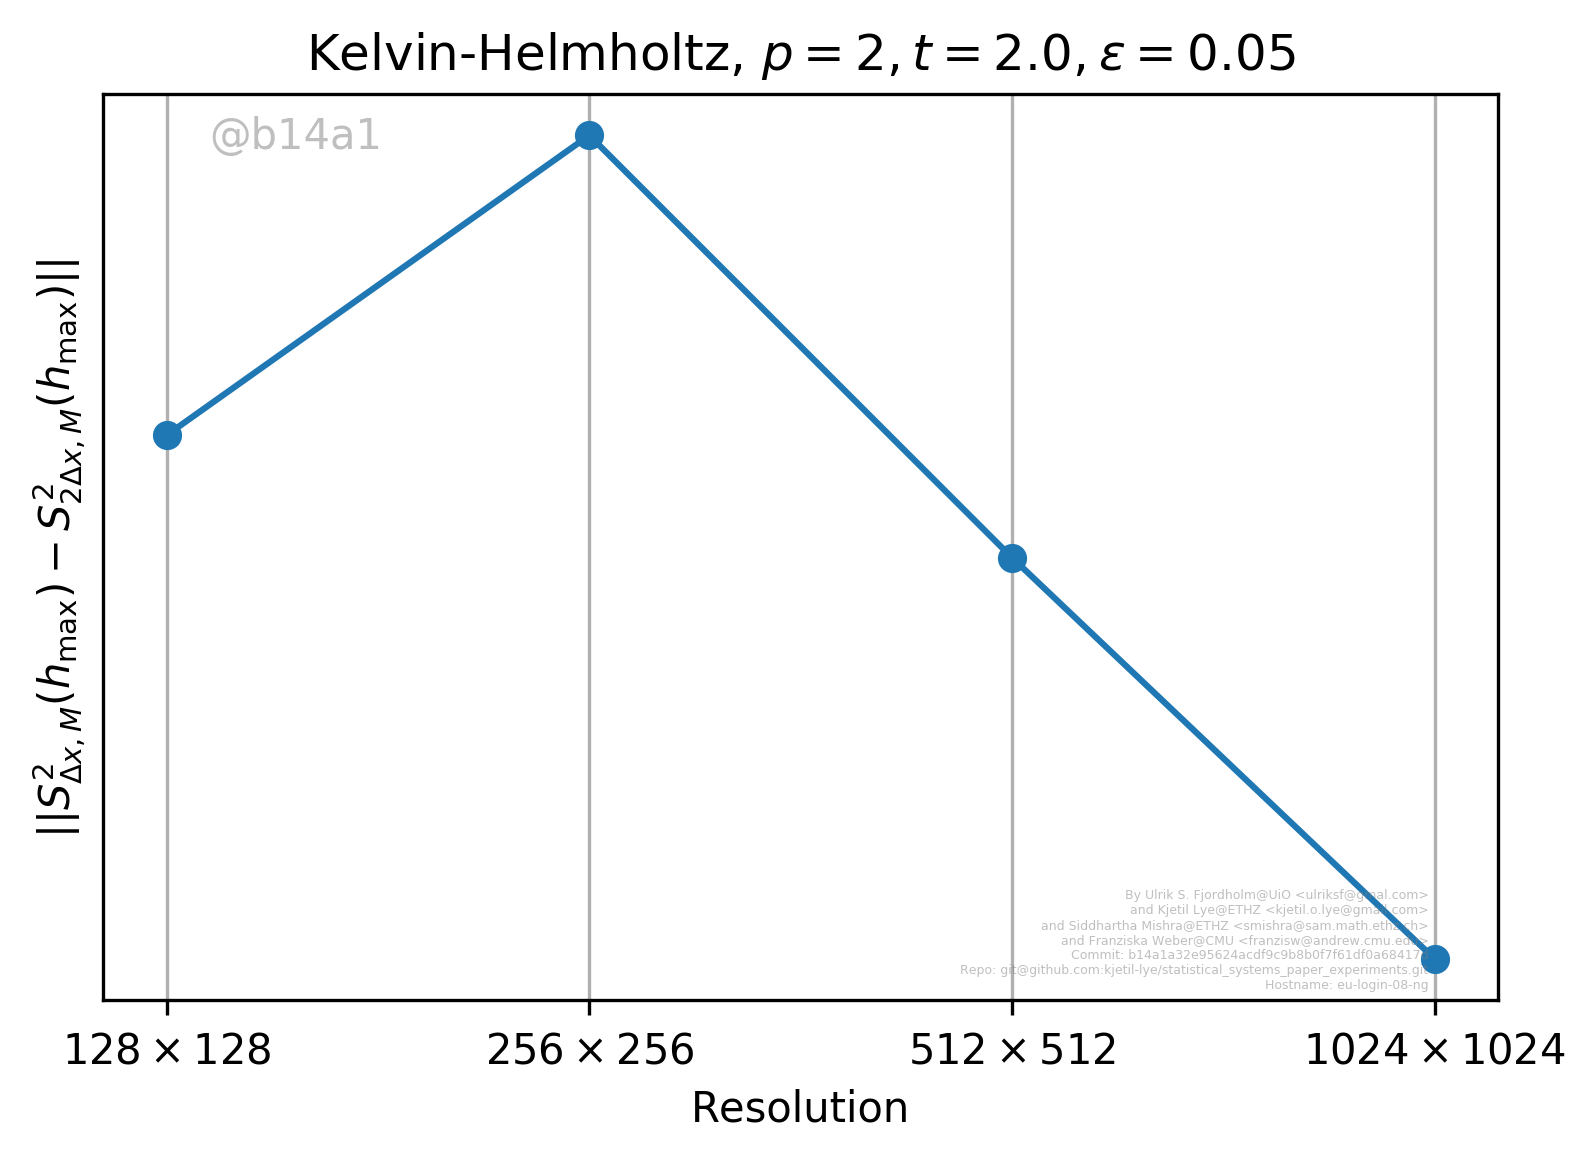 Kelvin-Helmholtz, p = 2, t = 2.0, ε = 0.05
@b14a1
||S²_{Δx,M}(h_max) − S²_{2Δx,M}(h_max)||
By Ulrik S. Fjordholm@UiO <ulriksf@gmal.com>
and Kjetil Lye@ETHZ <kjetil.o.lye@gmail.com>
and Siddhartha Mishra@ETHZ <smishra@sam.math.ethz.ch>
and Franziska Weber@CMU <franzisw@andrew.cmu.edu>
Commit:
Repo: git@github.com:kjetil-lye/statistical_systems_paper_experiments.git
Hostname: eu-login-08-ng
128 × 128 256 × 256 512 × 512 1024 × 1024
Resolution